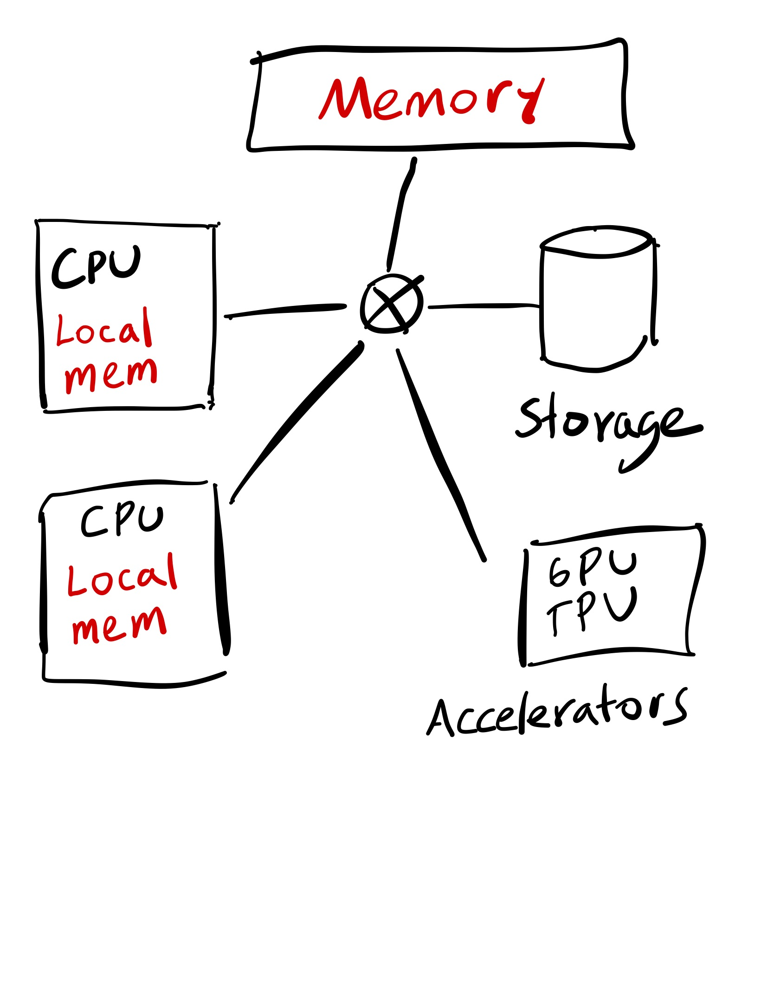 Memory
CPU
Local
mem
Storage
CPU
Local
mem
GPU
TPU
Accelerators